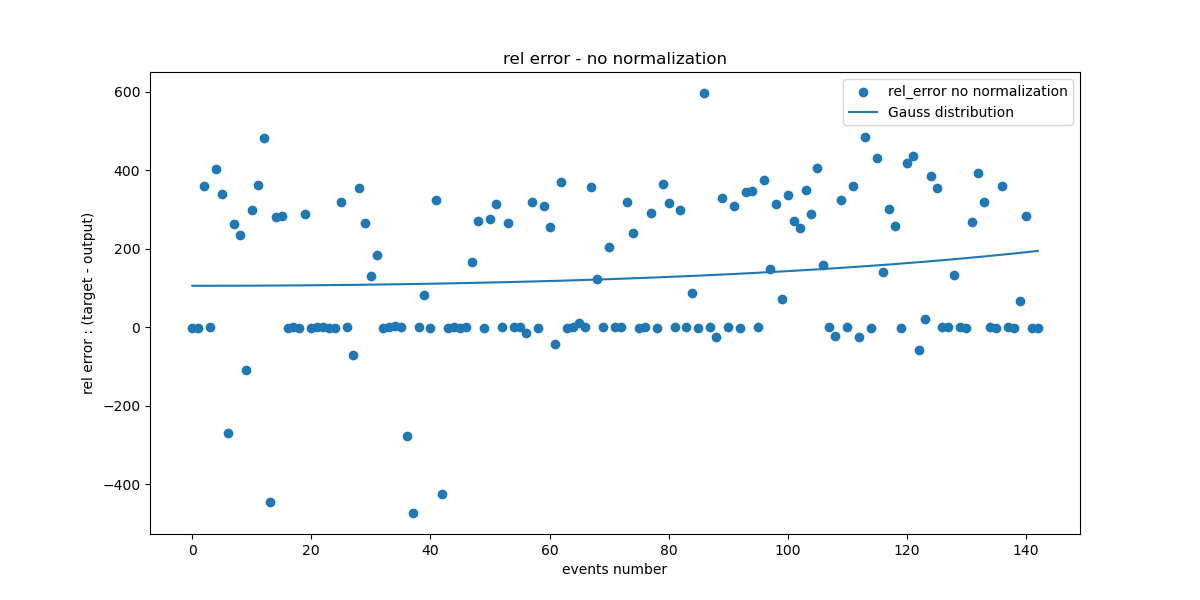 rel error - no normalization
rel_error no normalization
Gauss distribution
600
400
200
0
−200
−400
rel error : (target - output)
0 20 40 60 80 100 120 140
events number